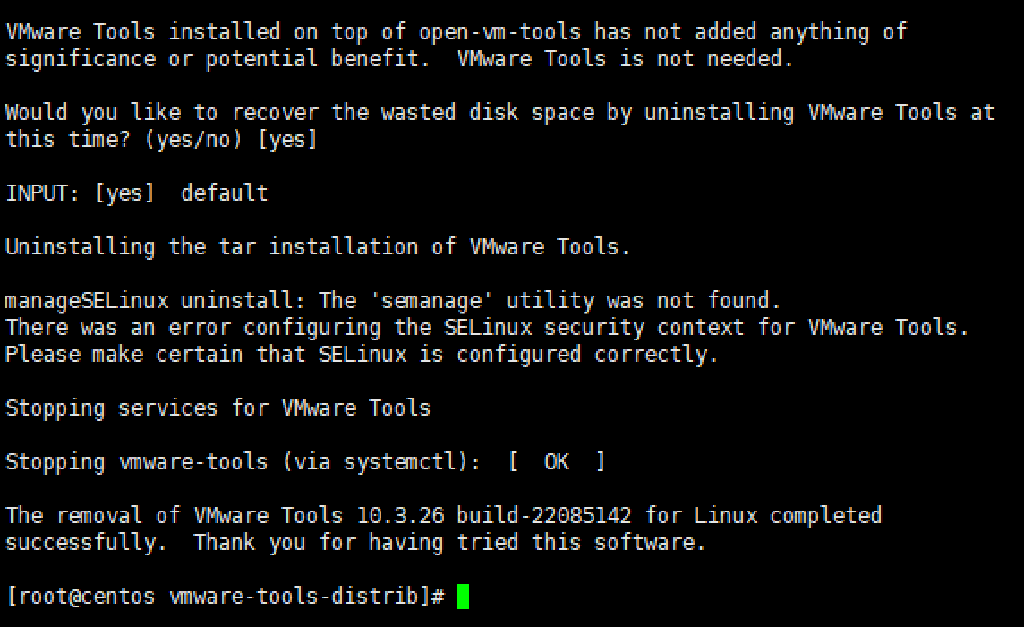 VMware Tools installed on top of open-vm-tools has not added anything of
significance or potential benefit.  VMware Tools is not needed.
Would you like to recover the wasted disk space by uninstalling VMware Tools at
this time? (yes/no) [yes]
INPUT: [yes]  default
Uninstalling the tar installation of VMware Tools.
manageSELinux uninstall: The 'semanage' utility was not found.
There was an error configuring the SELinux security context for VMware Tools.
Please make certain that SELinux is configured correctly.
Stopping services for VMware Tools
Stopping vmware-tools (via systemctl):  [  OK  ]
The removal of VMware Tools 10.3.26 build-22085142 for Linux completed
successfully.  Thank you for having tried this software.
[root@centos vmware-tools-distrib]#